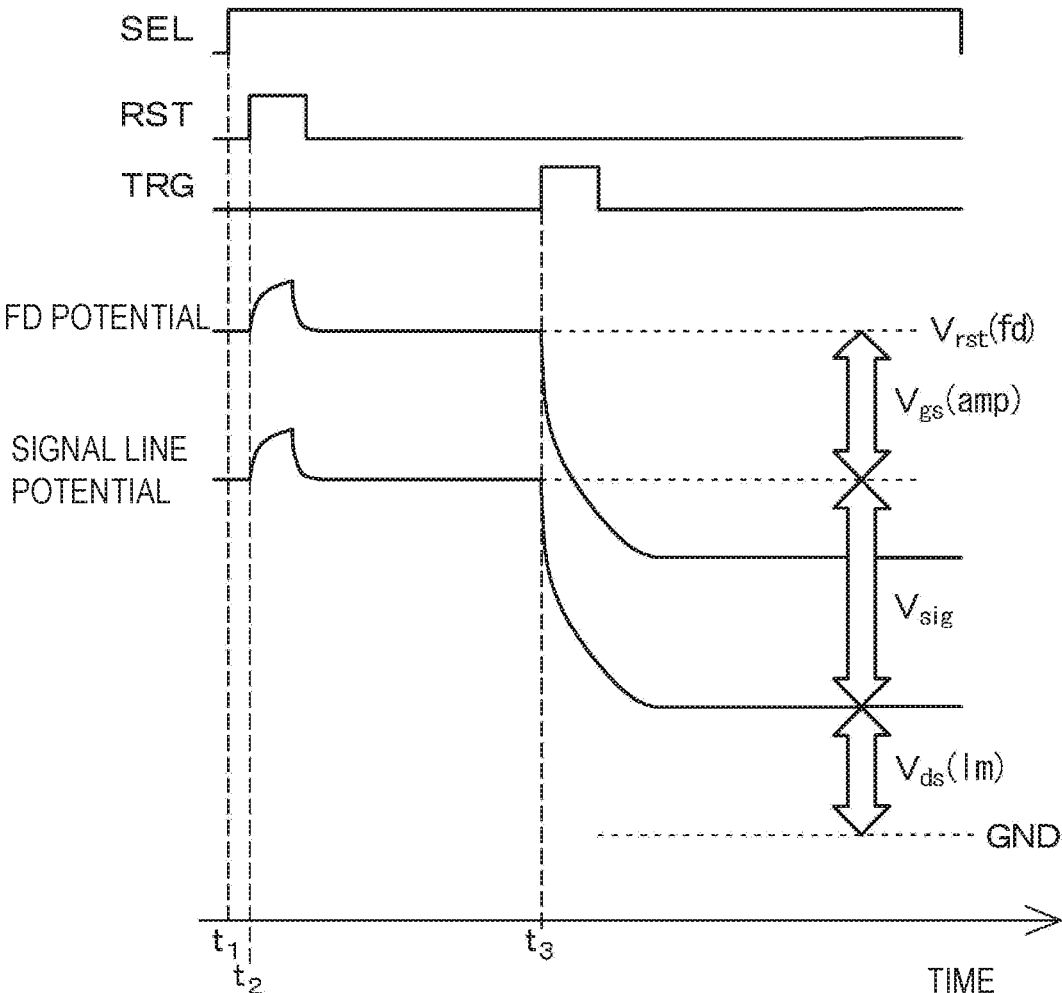 SEL
RST
TRG
FD POTENTIAL
Vrst(fd)
Vgs(amp)
SIGNAL LINE
POTENTIAL
Vsig
Vds(lm)
GND
t1
t2
t3
TIME